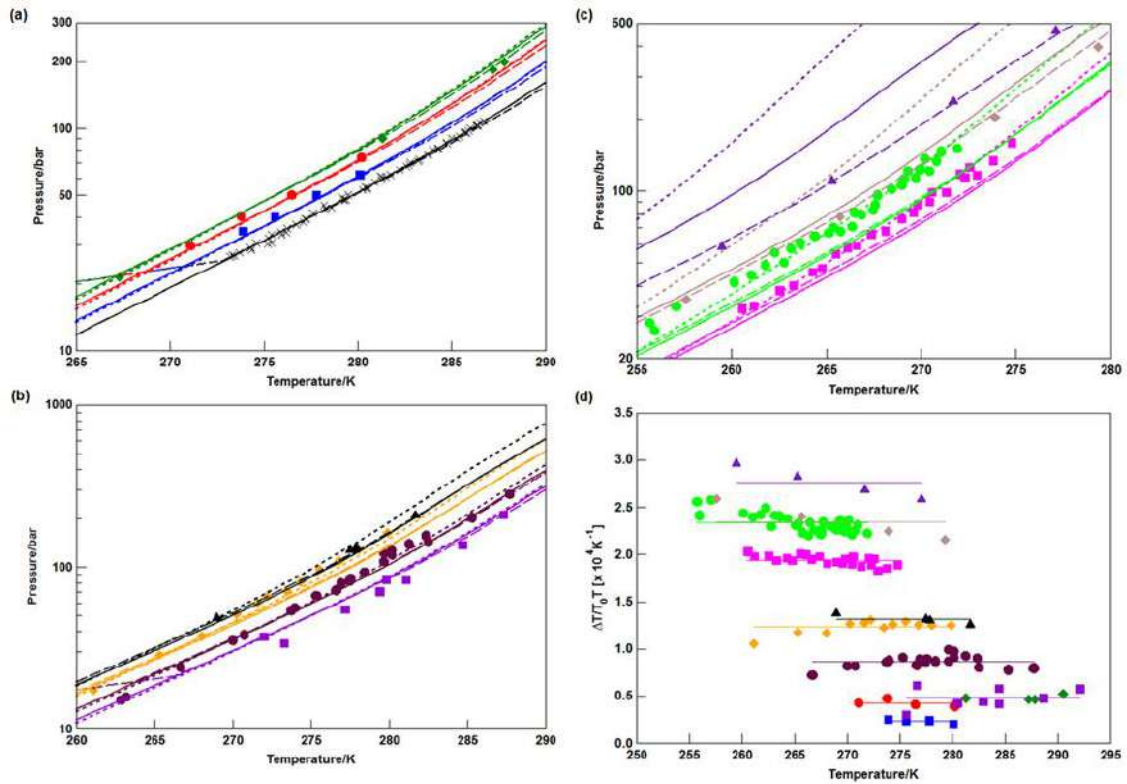 (a)
300
200
100
50
10
Pressure/bar
265 270 275 280 285 290
Temperature/K
(c)
500
100
20
Pressure/bar
255 260 265 270 275 280
Temperature/K
(b)
1000
100
10
Pressure/bar
260 265 270 275 280 285 290
Temperature/K
(d)
3.5
3.0
2.5
2.0
1.5
1.0
0.5
0.0
ΔT/T₀T [x 10⁴K⁻¹]
250 255 260 265 270 275 280 285 290 295
Temperature/K